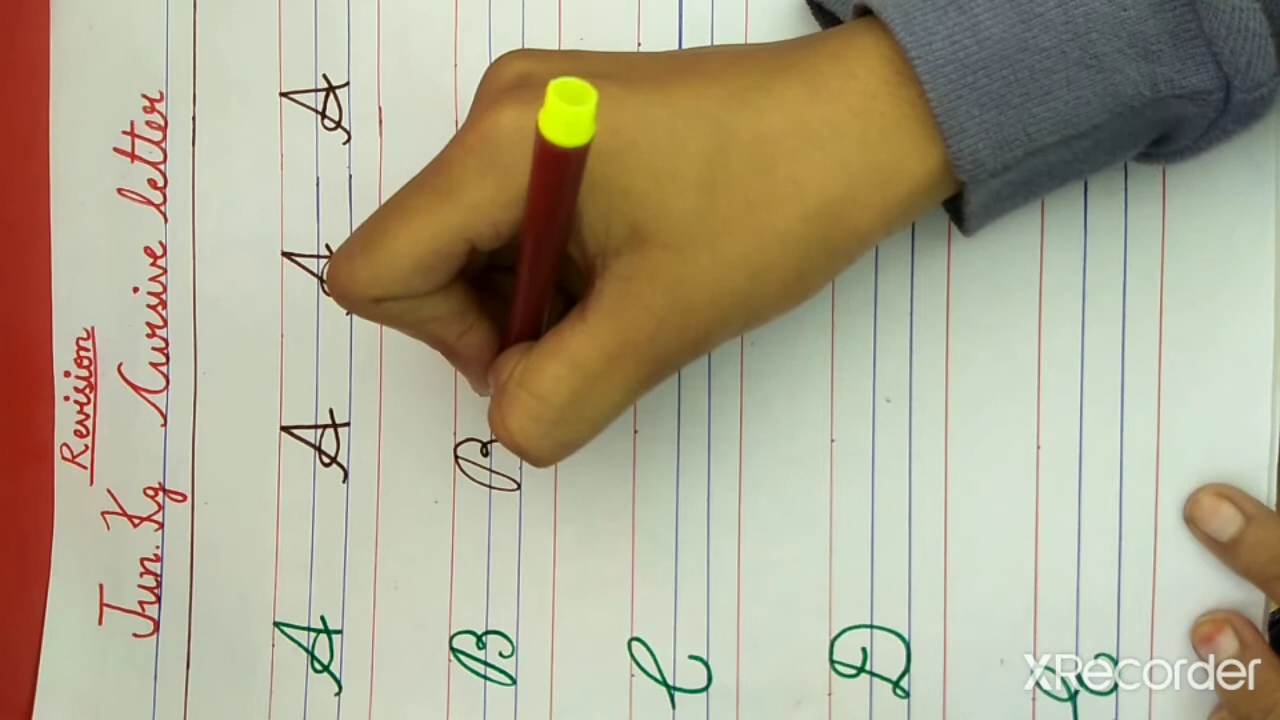 Revision
Jun. Kg Cursive letter
A A A A
B B
C
D
E
XRecorder